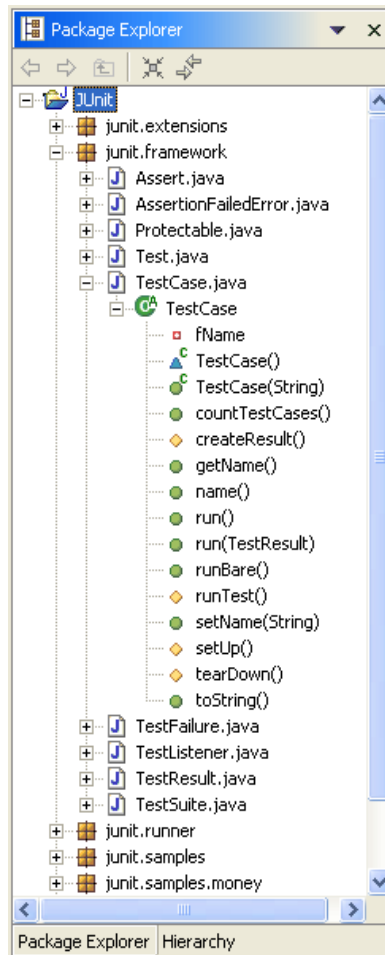 Package Explorer
JUnit
junit.extensions
junit.framework
Assert.java
AssertionFailedError.java
Protectable.java
Test.java
TestCase.java
TestCase
fName
TestCase()
TestCase(String)
countTestCases()
createResult()
getName()
name()
run()
run(TestResult)
runBare()
runTest()
setName(String)
setUp()
tearDown()
toString()
TestFailure.java
TestListener.java
TestResult.java
TestSuite.java
junit.runner
junit.samples
junit.samples.money
Package Explorer Hierarchy